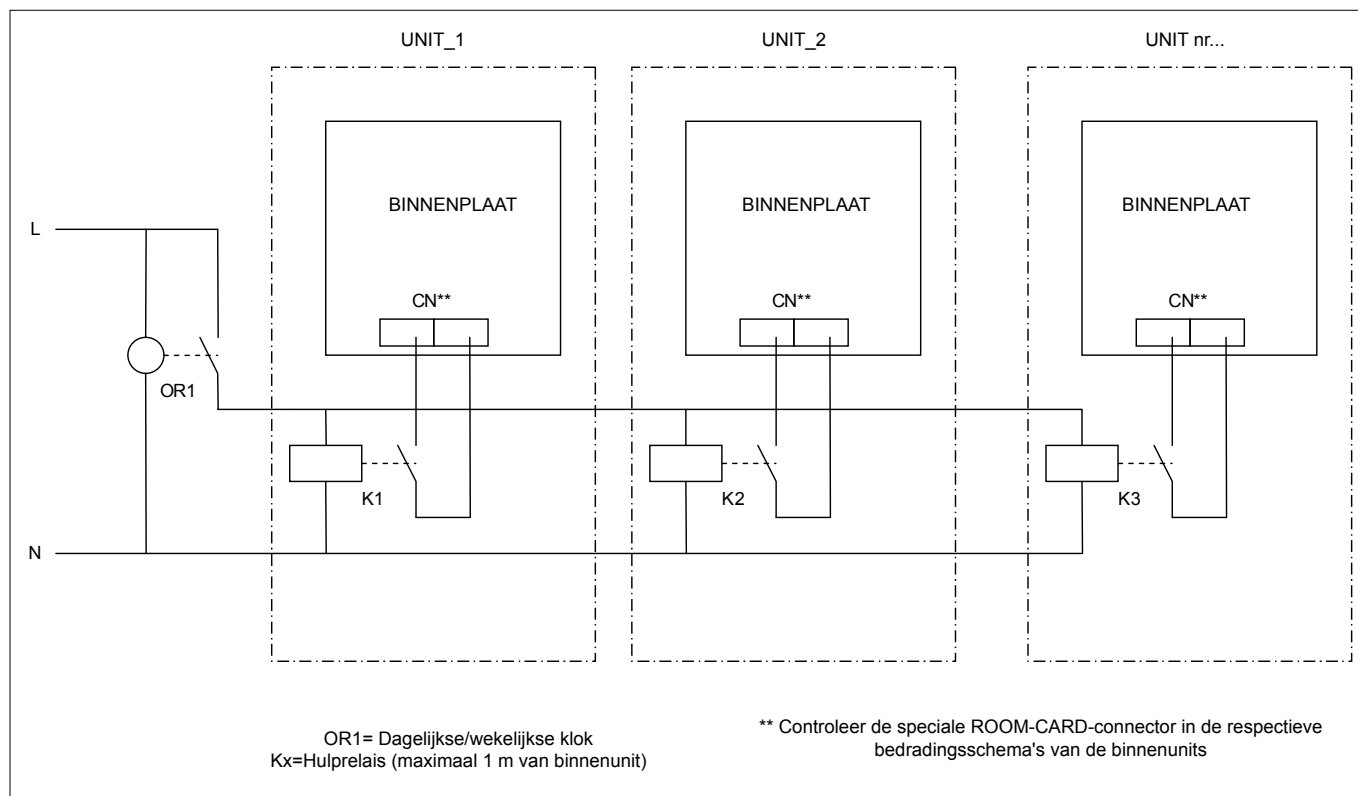 UNIT_1
UNIT_2
UNIT nr...
BINNENPLAAT
BINNENPLAAT
BINNENPLAAT
L
CN**
CN**
CN**
OR1
K1
K2
K3
N
OR1= Dagelijkse/wekelijkse klok
Kx=Hulprelais (maximaal 1 m van binnenunit)
** Controleer de speciale ROOM-CARD-connector in de respectieve
bedradingsschema's van de binnenunits